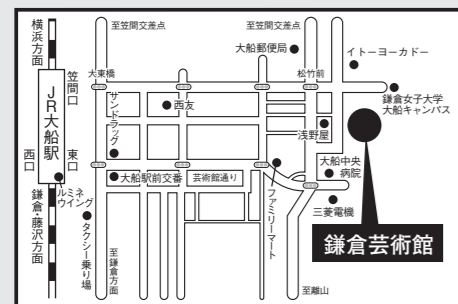 至笠間交差点
至笠間交差点
横浜方面
大船郵便局
イトーヨーカドー
笠間口
大東橋
松竹前
JR大船駅
サンドラッグ
西友
浅野屋
鎌倉女子大学
大船キャンパス
西口
東口
大船駅前交番
芸術館通り
大船中央
病院
ルミネ
ウイング
ファミリーマート
三菱電機
鎌倉・藤沢方面
タクシー乗り場
至鎌倉方面
鎌倉芸術館
至離山